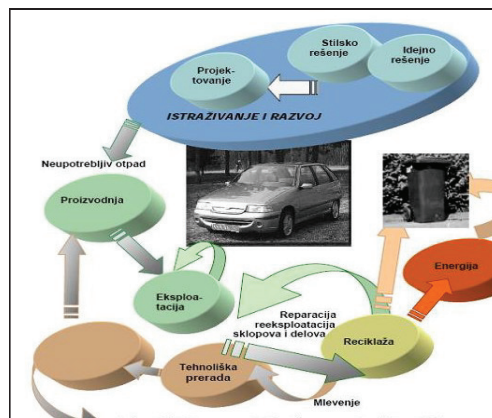 Stilsko
rešenje
Idejno
rešenje
Projek-
tovanje
ISTRAŽIVANJE I RAZVOJ
Neupotrebljiv otpad
Proizvodnja
Energija
Eksploa-
tacija
Reparacija
reeksploatacija
sklopova i delova
Reciklaža
Tehnološka
prerada
Mlevenje